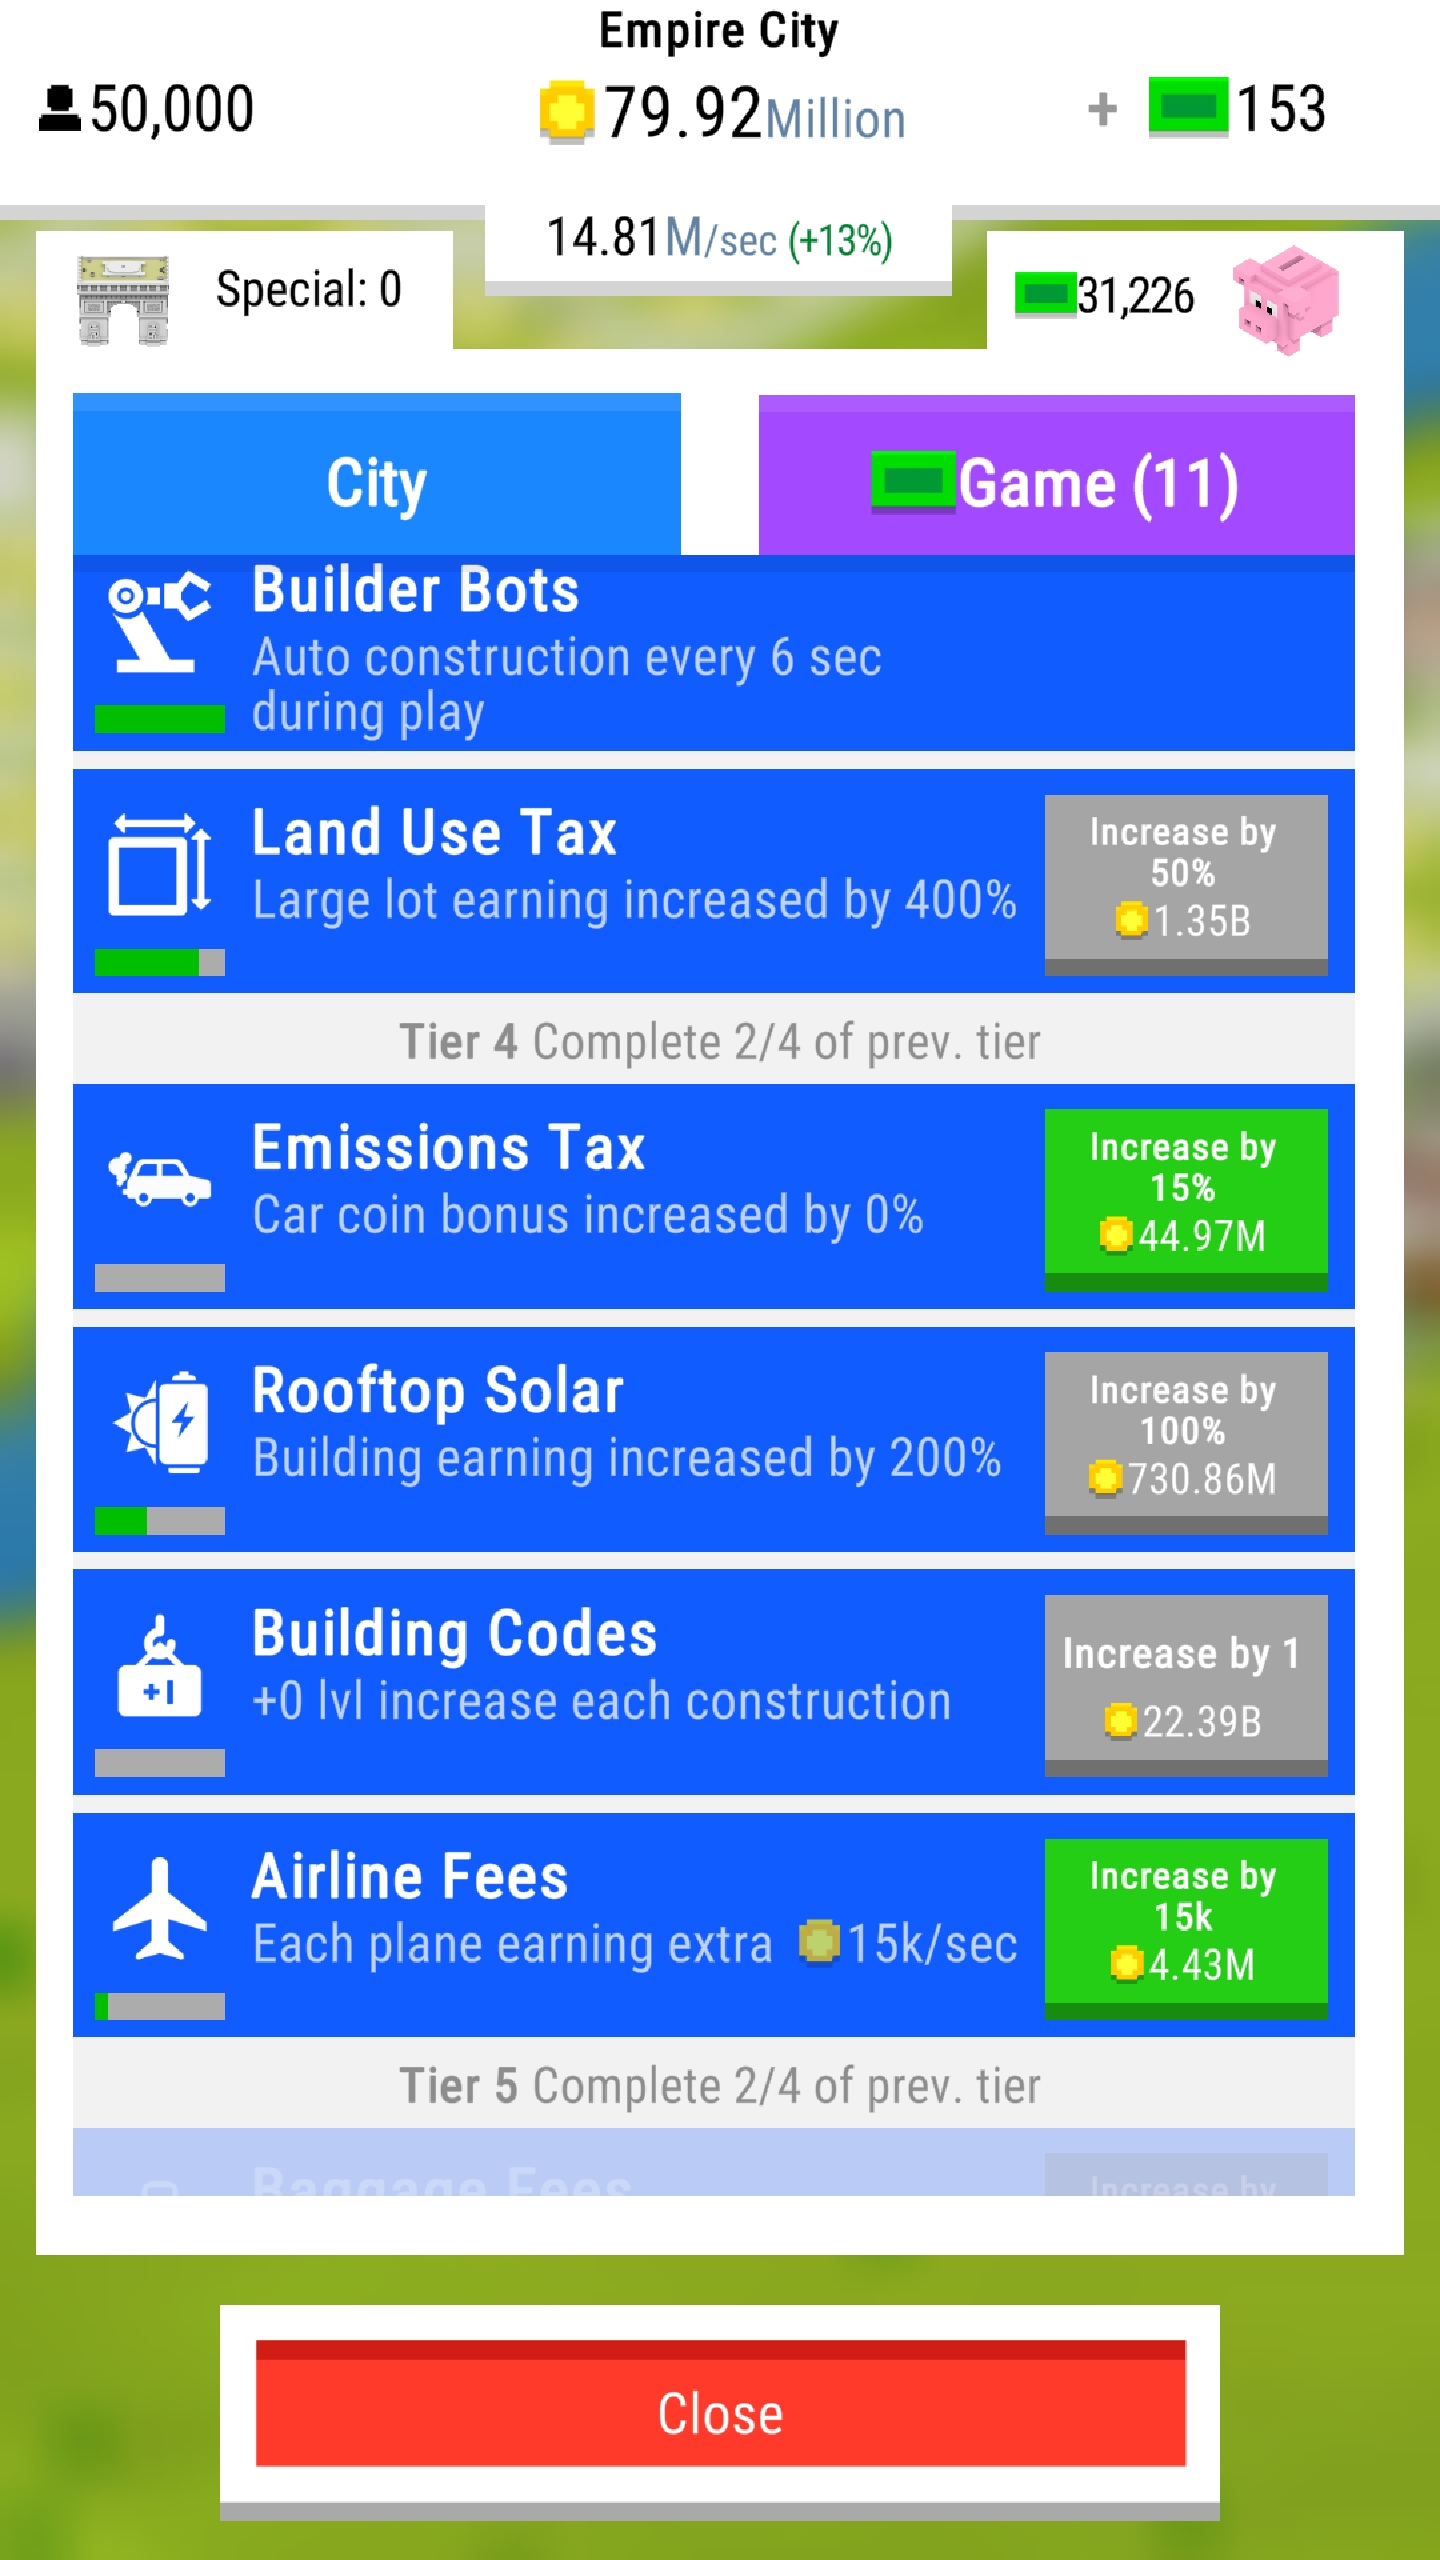 Empire City
50,000
79.92Million
+ 153
14.81M/sec (+13%)
Special: 0
31,226
City
Game (11)
Builder Bots
Auto construction every 6 sec
during play
Land Use Tax
Large lot earning increased by 400%
Increase by
50%
1.35B
Tier 4 Complete 2/4 of prev. tier
Emissions Tax
Car coin bonus increased by 0%
Increase by
15%
44.97M
Rooftop Solar
Building earning increased by 200%
Increase by
100%
730.86M
+1
Building Codes
+0 lvl increase each construction
Increase by 1
22.39B
Airline Fees
Each plane earning extra 15k/sec
Increase by
15k
4.43M
Tier 5 Complete 2/4 of prev. tier
Baggage Fees
Increase by
Close